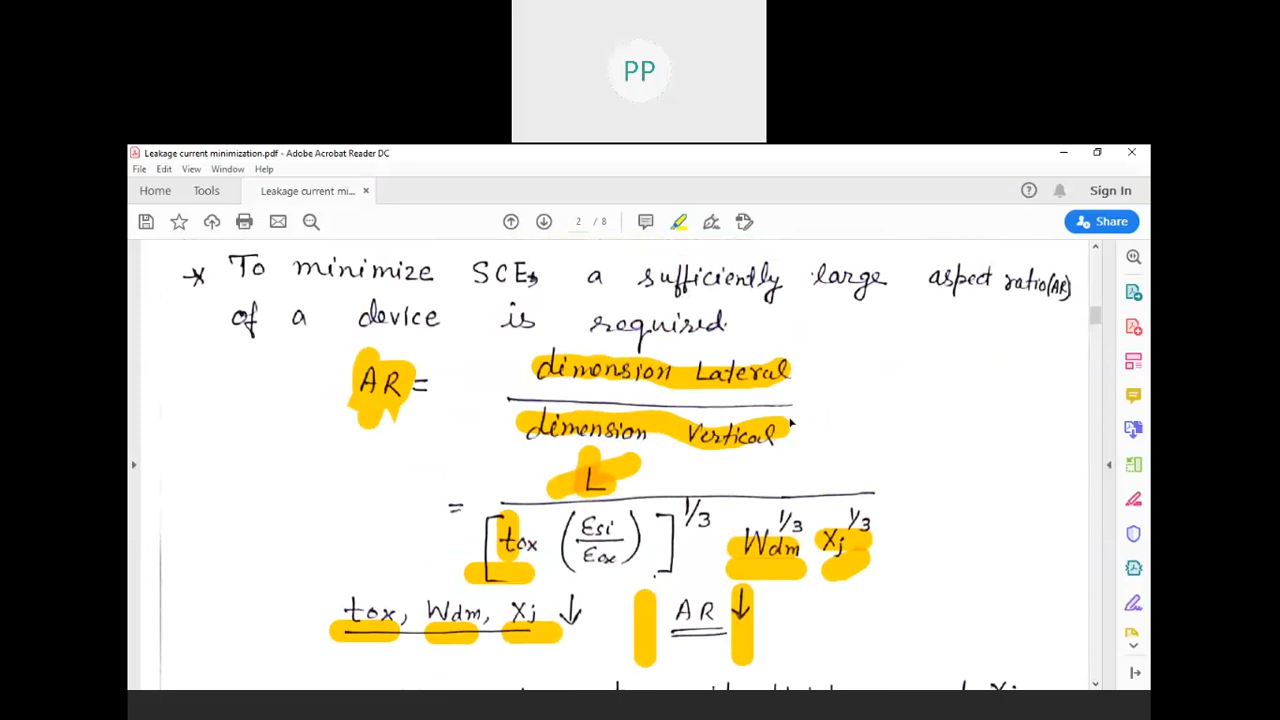 PP
Leakage current minimization.pdf - Adobe Acrobat Reader DC
File Edit View Window Help
Home Tools Leakage current mi... × Sign In
2 / 8 Share
* To minimize SCEs a sufficiently large aspect ratio(AR)
of a device is required.
AR = dimension Lateral
dimension Vertical
= L
[tox (εsi/εox)]^1/3 Wdm^1/3 Xj^1/3
tox, Wdm, Xj ↓ AR ↓